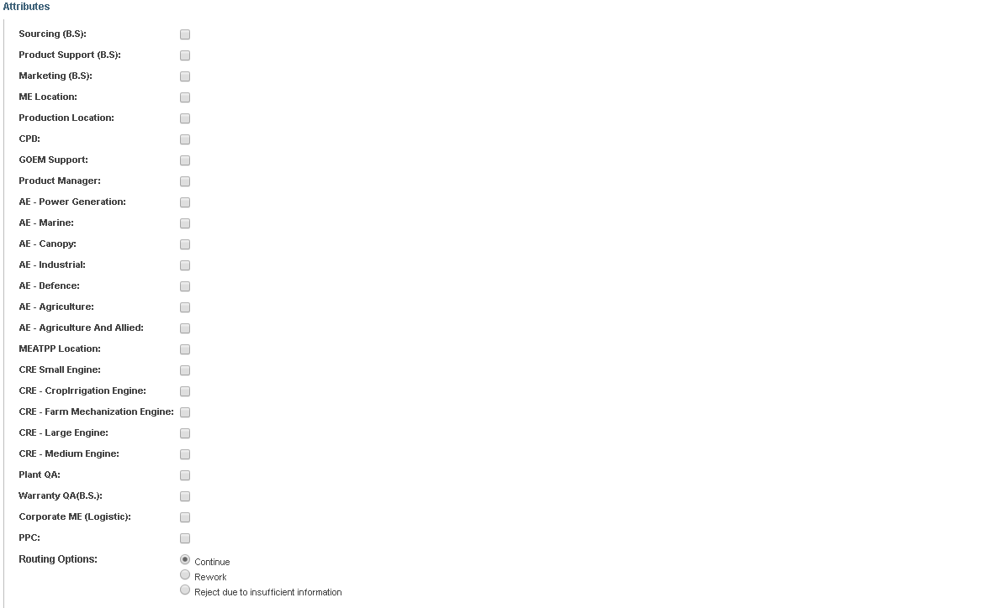 Attributes
Sourcing (B.S):
Product Support (B.S):
Marketing (B.S):
ME Location:
Production Location:
CPD:
GOEM Support:
Product Manager:
AE - Power Generation:
AE - Marine:
AE - Canopy:
AE - Industrial:
AE - Defence:
AE - Agriculture:
AE - Agriculture And Allied:
MEATPP Location:
CRE Small Engine:
CRE - CropIrrigation Engine:
CRE - Farm Mechanization Engine:
CRE - Large Engine:
CRE - Medium Engine:
Plant QA:
Warranty QA(B.S.):
Corporate ME (Logistic):
PPC:
Routing Options: Continue
Rework
Reject due to insufficient information